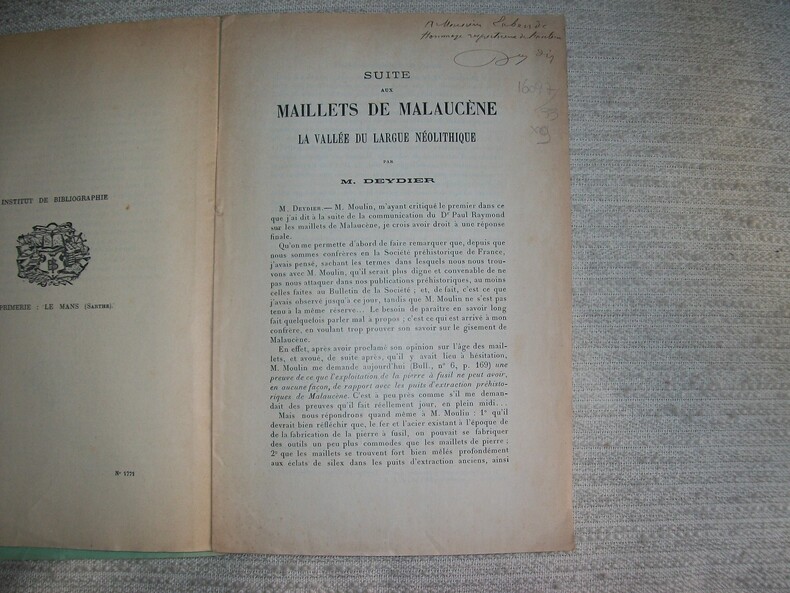 INSTITUT DE BIBLIOGRAPHIE
PRIMERIE : LE MANS (SARTHE).
N° 1771
A Monsieur Labande
Hommage respectueux de l'auteur
SUITE
AUX
MAILLETS DE MALAUCÈNE
LA VALLÉE DU LARGUE NÉOLITHIQUE
PAR
M. DEYDIER
M. DEYDIER. — M. Moulin, m'ayant critiqué le premier dans ce
que j'ai dit à la suite de la communication du Dr Paul Raymond
sur les maillets de Malaucène, je crois avoir droit à une réponse
finale.
Qu'on me permette d'abord de faire remarquer que, depuis que
nous sommes confrères en la Société préhistorique de France,
j'avais pensé, sachant les termes dans lesquels nous nous trou-
vons avec M. Moulin, qu'il serait plus digne et convenable de ne
pas nous attaquer dans nos publications préhistoriques, au moins
celles faites au Bulletin de la Société ; et, de fait, c'est ce que
j'avais observé jusqu'à ce jour, tandis que M. Moulin ne s'est pas
tenu à la même réserve... Le besoin de paraître en savoir long
fait quelquefois parler mal à propos ; c'est ce qui est arrivé à mon
confrère, en voulant trop prouver son savoir sur le gisement de
Malaucène.
En effet, après avoir proclamé son opinion sur l'âge des mail-
lets, et avoué, de suite après, qu'il y avait lieu à hésitation,
M. Moulin me demande aujourd'hui [Bull., n° 6, p. 169] une
preuve de ce que l'exploitation de la pierre à fusil ne peut avoir,
en aucune façon, de rapport avec les puits d'extraction préhisto-
riques de Malaucène. C'est à peu près comme s'il me deman-
dait des preuves qu'il fait réellement jour, en plein midi...
Mais nous répondrons quand même à M. Moulin : 1° qu'il
devrait bien réfléchir que, le fer et l'acier existant à l'époque de
de la fabrication de la pierre à fusil, on pouvait se fabriquer
des outils un peu plus commodes que les maillets de pierre ;
2° que les maillets se trouvent fort bien mêlés profondément
aux éclats de silex dans les puits d'extraction anciens, ainsi